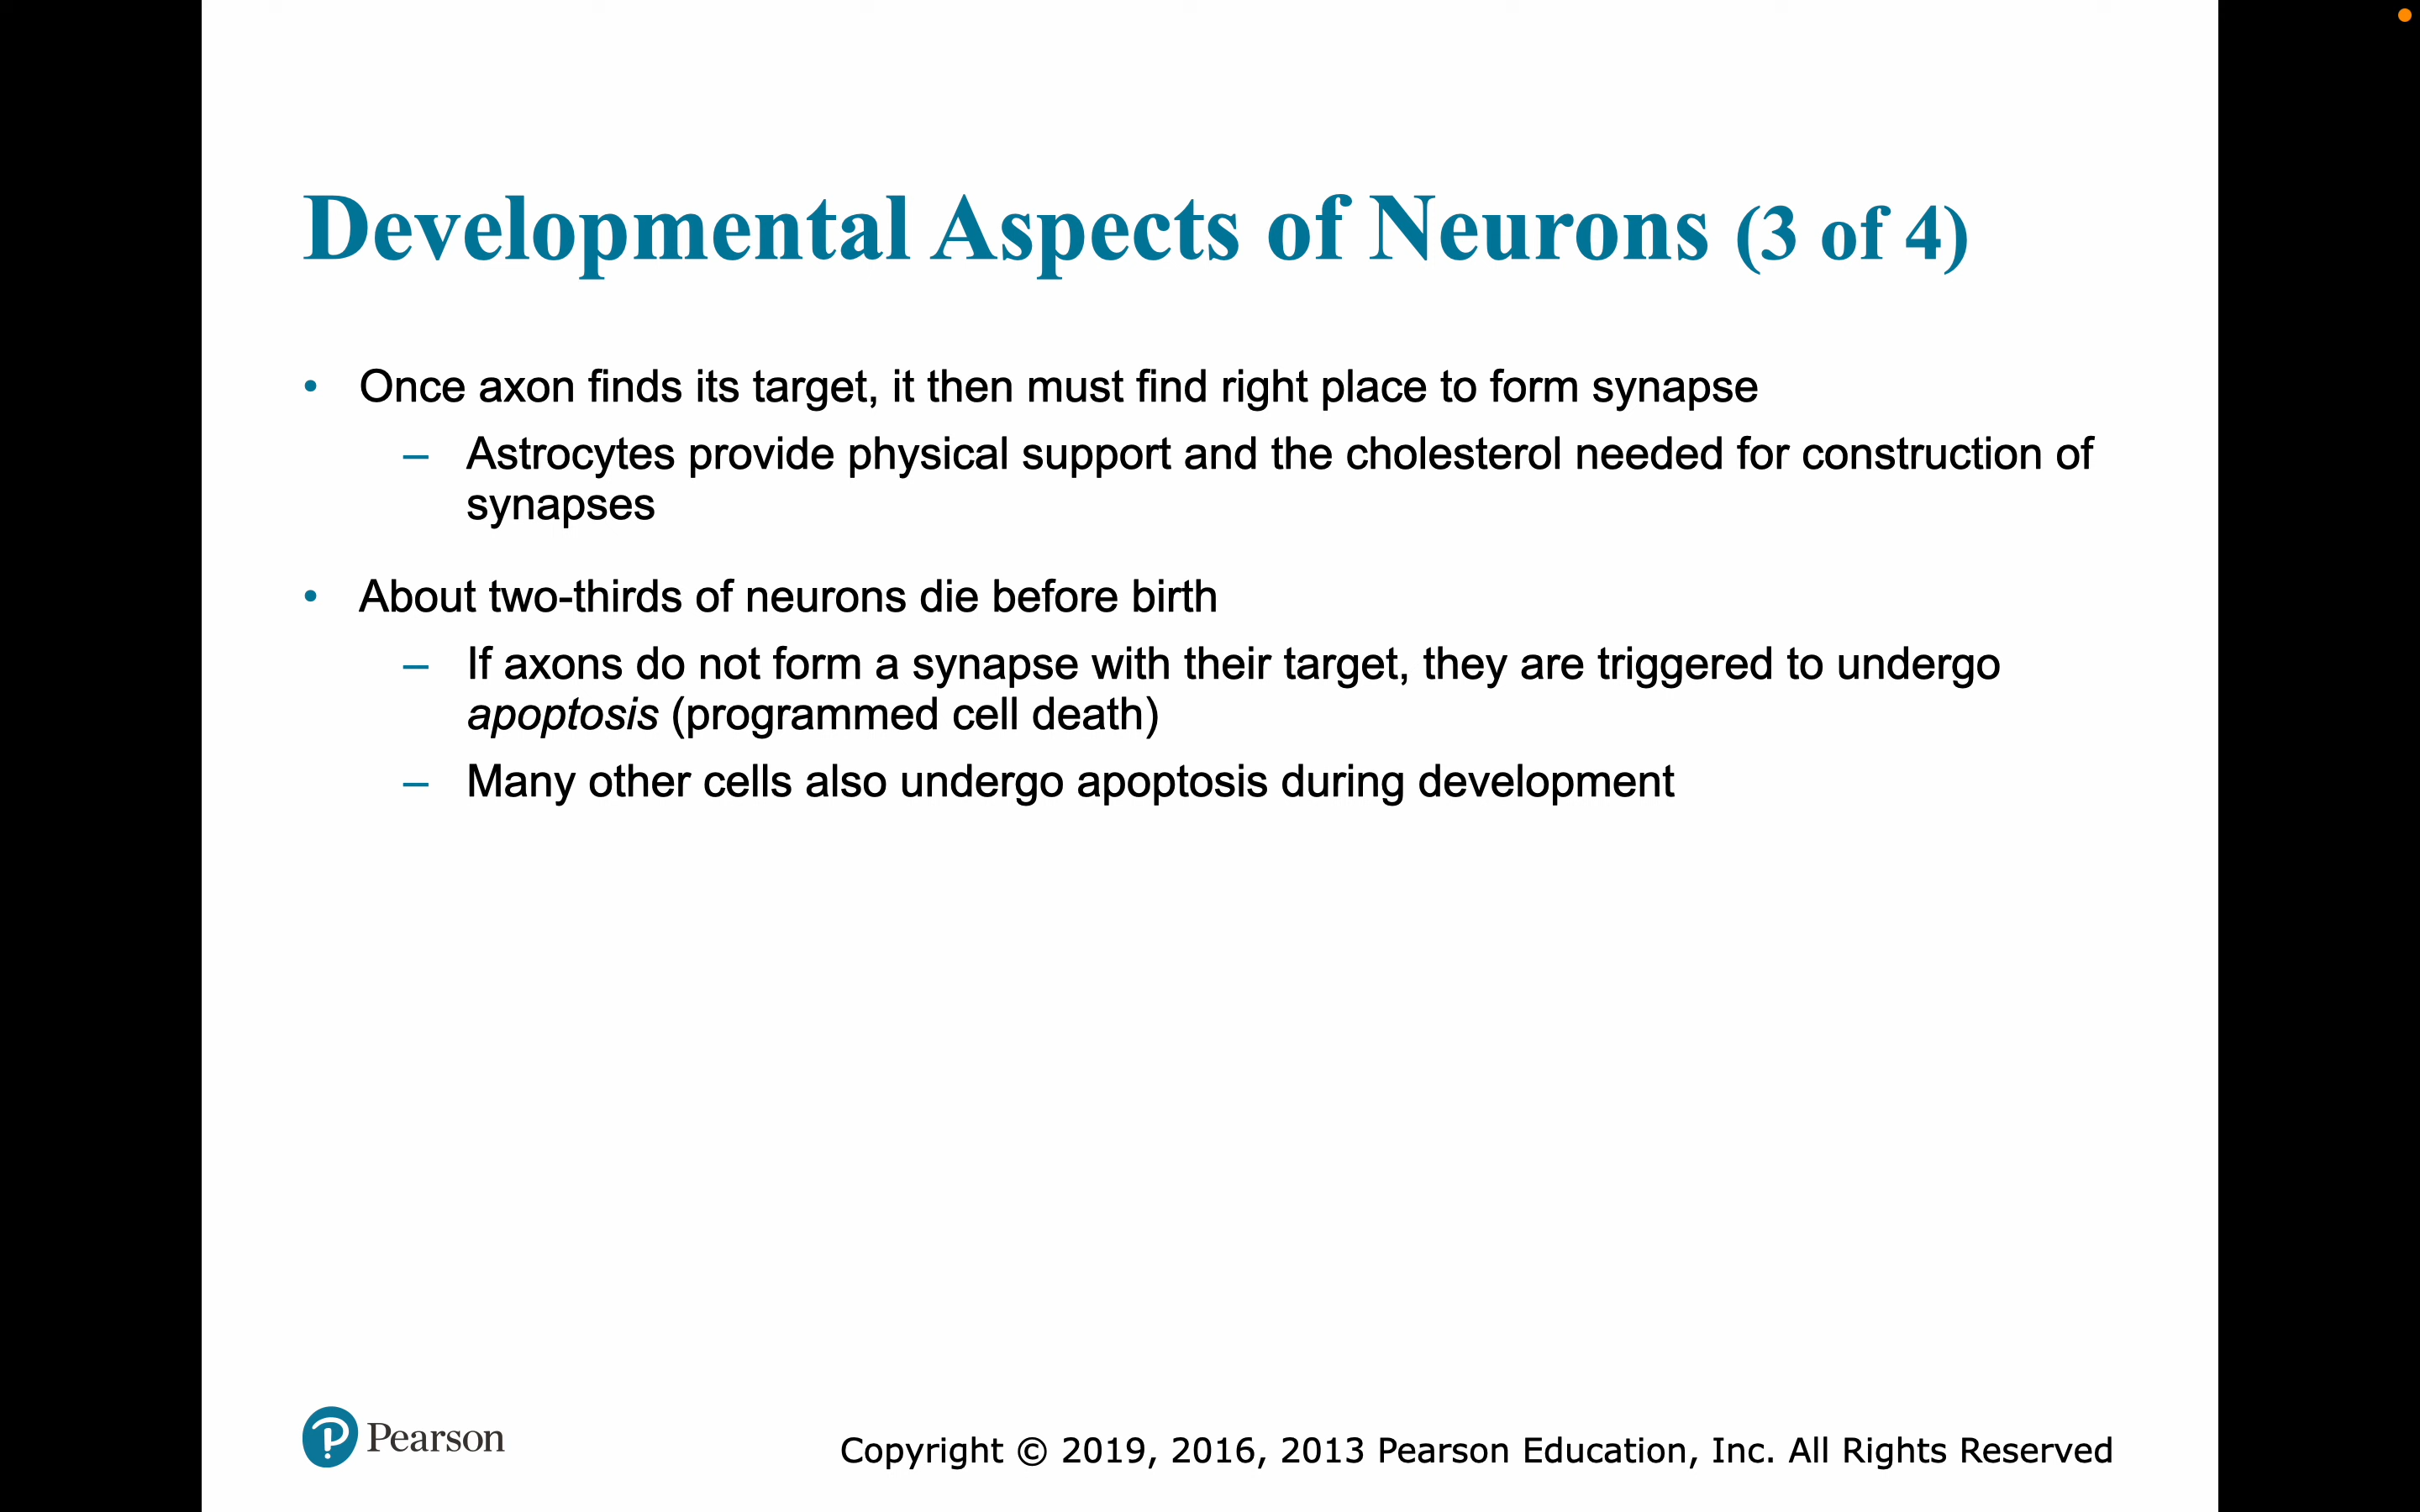 Developmental Aspects of Neurons (3 of 4)
• Once axon finds its target, it then must find right place to form synapse
– Astrocytes provide physical support and the cholesterol needed for construction of
synapses
• About two-thirds of neurons die before birth
– If axons do not form a synapse with their target, they are triggered to undergo
apoptosis (programmed cell death)
– Many other cells also undergo apoptosis during development
Pearson
Copyright © 2019, 2016, 2013 Pearson Education, Inc. All Rights Reserved